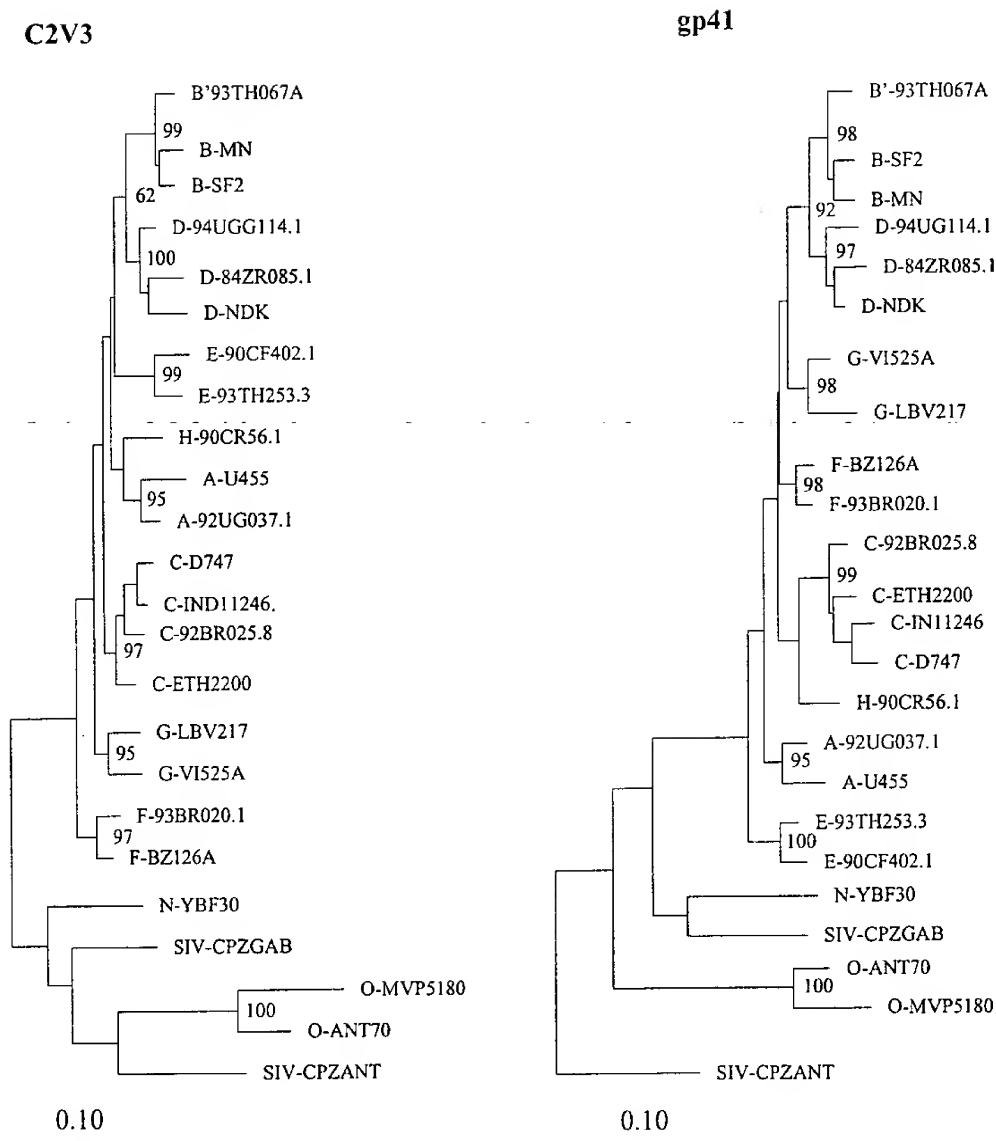 C2V3
B'93TH067A
99
B-MN
B-SF2
62
D-94UGG114.1
100
D-84ZR085.1
D-NDK
E-90CF402.1
99
E-93TH253.3
H-90CR56.1
A-U455
95
A-92UG037.1
C-D747
C-IND11246.
C-92BR025.8
97
C-ETH2200
G-LBV217
95
G-VI525A
F-93BR020.1
97
F-BZ126A
N-YBF30
SIV-CPZGAB
O-MVP5180
100
O-ANT70
SIV-CPZANT
0.10
gp41
B'-93TH067A
98
B-SF2
B-MN
92
D-94UG114.1
97
D-84ZR085.1
D-NDK
G-VI525A
98
G-LBV217
F-BZ126A
98
F-93BR020.1
C-92BR025.8
99
C-ETH2200
C-IN11246
C-D747
H-90CR56.1
A-92UG037.1
95
A-U455
E-93TH253.3
100
E-90CF402.1
N-YBF30
SIV-CPZGAB
O-ANT70
100
O-MVP5180
SIV-CPZANT
0.10